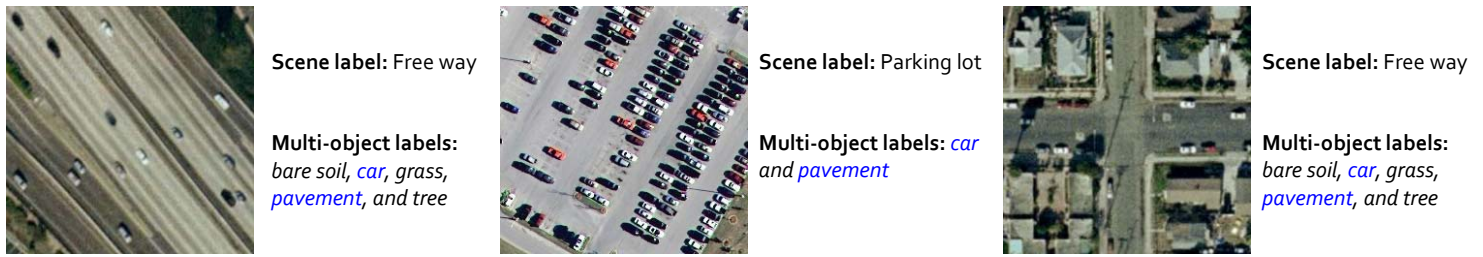 Scene label: Free way
Multi-object labels:
bare soil, car, grass,
pavement, and tree
Scene label: Parking lot
Multi-object labels: car
and pavement
Scene label: Free way
Multi-object labels:
bare soil, car, grass,
pavement, and tree